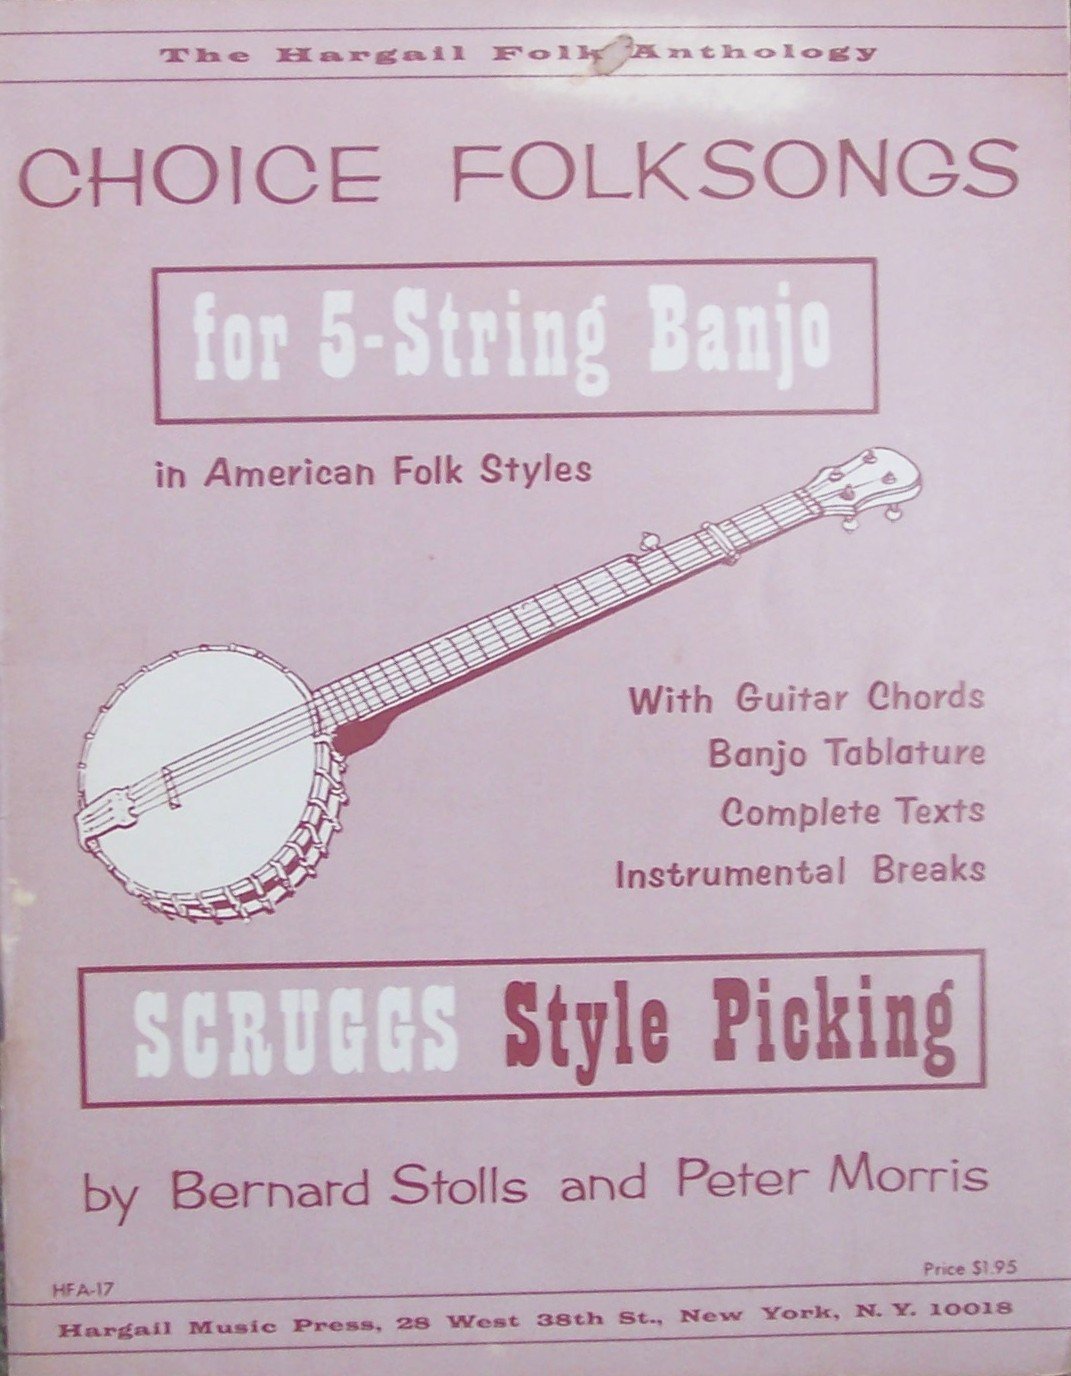 The Hargail Folk Anthology
CHOICE FOLKSONGS
for 5-String Banjo
in American Folk Styles
With Guitar Chords
Banjo Tablature
Complete Texts
Instrumental Breaks
SCRUGGS Style Picking
by Bernard Stolls and Peter Morris
HFA-17
Price $1.95
Hargail Music Press, 28 West 38th St., New York, N. Y. 10018